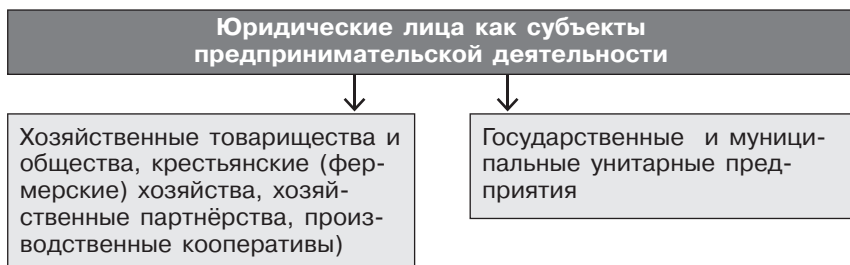 Юридические лица как субъекты
предпринимательской деятельности
Хозяйственные товарищества и
общества, крестьянские (фер-
мерские) хозяйства, хозяй-
ственные партнёрства, произ-
водственные кооперативы)
Государственные и муници-
пальные унитарные пред-
приятия